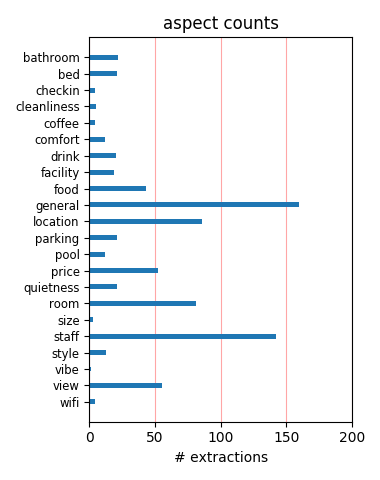 aspect counts
bathroom
bed
checkin
cleanliness
coffee
comfort
drink
facility
food
general
location
parking
pool
price
quietness
room
size
staff
style
vibe
view
wifi
0 50 100 150 200
# extractions